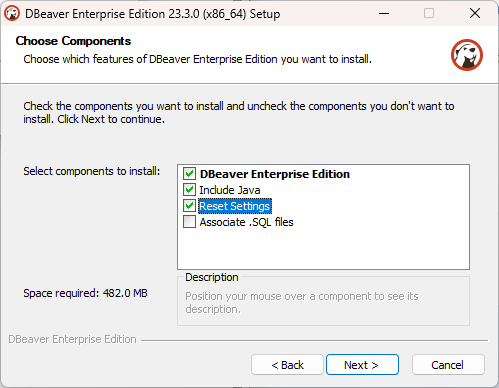 DBeaver Enterprise Edition 23.3.0 (x86_64) Setup
Choose Components
Choose which features of DBeaver Enterprise Edition you want to install.
Check the components you want to install and uncheck the components you don't want to
install. Click Next to continue.
Select components to install:
DBeaver Enterprise Edition
Include Java
Reset Settings
Associate .SQL files
Space required: 482.0 MB
Description
Position your mouse over a component to see its
description.
DBeaver Enterprise Edition
< Back
Next >
Cancel